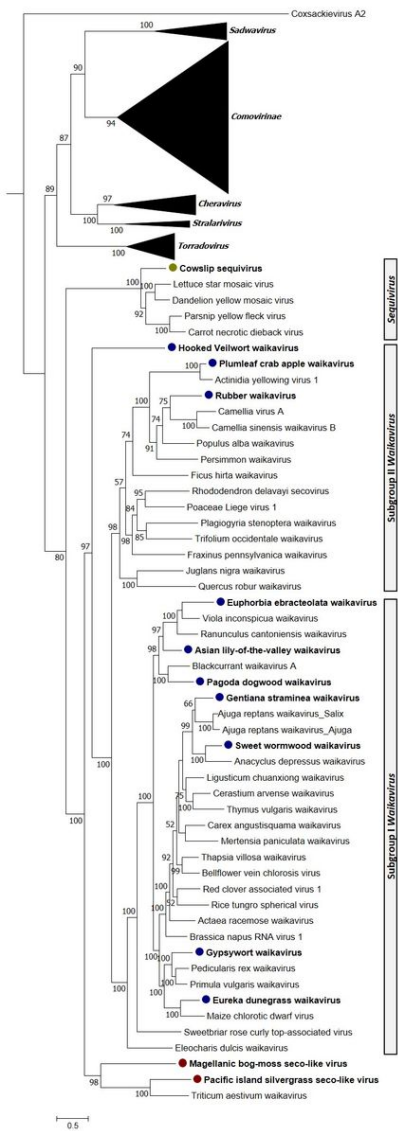 Coxsackievirus A2
100
Sadwavirus
90
94
Comovirinae
87
97
Cheravirus
89
100
100
Stralarivirus
100
Torradovirus
Cowslip sequivirus
100
100
Lettuce star mosaic virus
Dandelion yellow mosaic virus
92
Parsnip yellow fleck virus
100
Carrot necrotic dieback virus
Sequivirus
Hooked Veilwort waikavirus
Plumleaf crab apple waikavirus
100
Actinidia yellowing virus 1
100
75
Rubber waikavirus
Camellia virus A
74
100
Camellia sinensis waikavirus B
91
Populus alba waikavirus
74
Persimmon waikavirus
Ficus hirta waikavirus
57
95
Rhododendron delavayi secovirus
84
Poaceae Liege virus 1
98
Plagiogyria stenoptera waikavirus
98
85
Trifolium occidentale waikavirus
Fraxinus pennsylvanica waikavirus
97
Juglans nigra waikavirus
80
100
Quercus robur waikavirus
Subgroup II Waikavirus
100
Euphorbia ebracteolata waikavirus
97
Viola inconspicua waikavirus
Ranunculus cantoniensis waikavirus
98
Asian lily-of-the-valley waikavirus
Blackcurrant waikavirus A
100
Pagoda dogwood waikavirus
66
Gentiana straminea waikavirus
Ajuga reptans waikavirus_Salix
99
100
Ajuga reptans waikavirus_Ajuga
Sweet wormwood waikavirus
100
Anacyclus depressus waikavirus
Ligusticum chuanxiong waikavirus
100
75
Cerastium arvense waikavirus
100
Thymus vulgaris waikavirus
100
52
Carex angustisquama waikavirus
Mertensia paniculata waikavirus
92
Thapsia villosa waikavirus
99
Bellflower vein chlorosis virus
100
Red clover associated virus 1
52
Rice tungro spherical virus
Actaea racemose waikavirus
100
Brassica napus RNA virus 1
100
Gypsywort waikavirus
100
Pedicularis rex waikavirus
100
100
Primula vulgaris waikavirus
100
Eureka dunegrass waikavirus
100
Maize chlorotic dwarf virus
Sweetbriar rose curly top-associated virus
100
Eleocharis dulcis waikavirus
Subgroup I Waikavirus
Magellanic bog-moss seco-like virus
98
Pacific island silvergrass seco-like virus
100
Triticum aestivum waikavirus
0.5